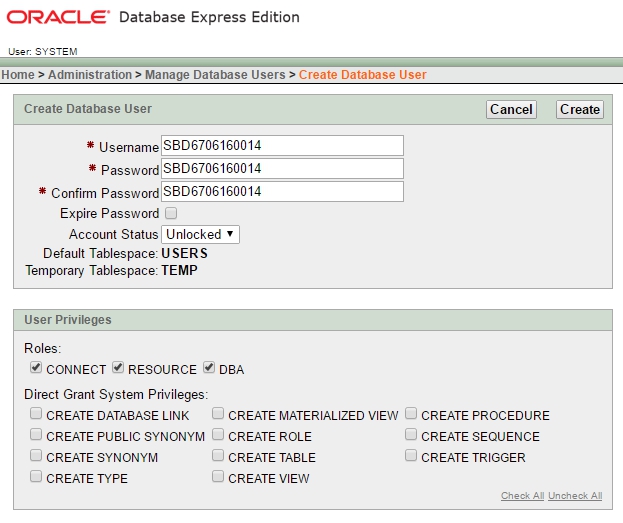 ORACLE® Database Express Edition
User: SYSTEM
Home > Administration > Manage Database Users > Create Database User
Create Database User Cancel Create
* Username SBD6706160014
* Password SBD6706160014
* Confirm Password SBD6706160014
Expire Password
Account Status Unlocked ▼
Default Tablespace: USERS
Temporary Tablespace: TEMP
User Privileges
Roles:
CONNECT RESOURCE DBA
Direct Grant System Privileges:
CREATE DATABASE LINK CREATE MATERIALIZED VIEW CREATE PROCEDURE
CREATE PUBLIC SYNONYM CREATE ROLE CREATE SEQUENCE
CREATE SYNONYM CREATE TABLE CREATE TRIGGER
CREATE TYPE CREATE VIEW
Check All Uncheck All